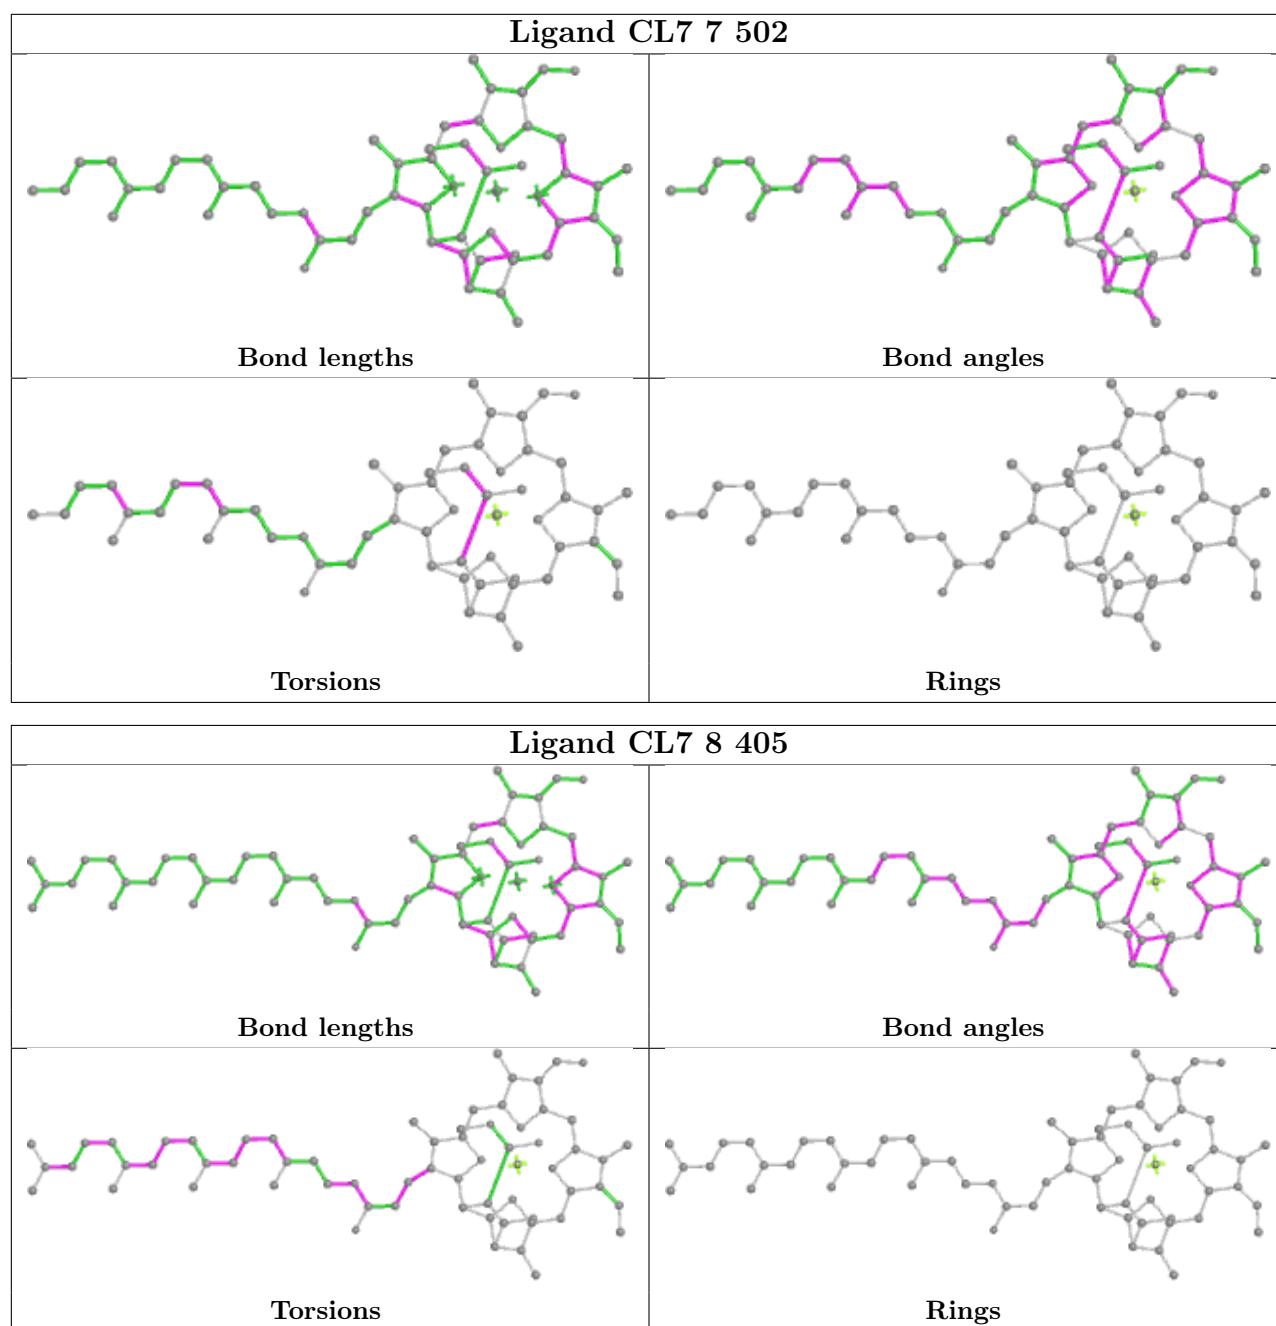 Ligand CL7 7 502
Bond lengths
Bond angles
Torsions
Rings
Ligand CL7 8 405
Bond lengths
Bond angles
Torsions
Rings